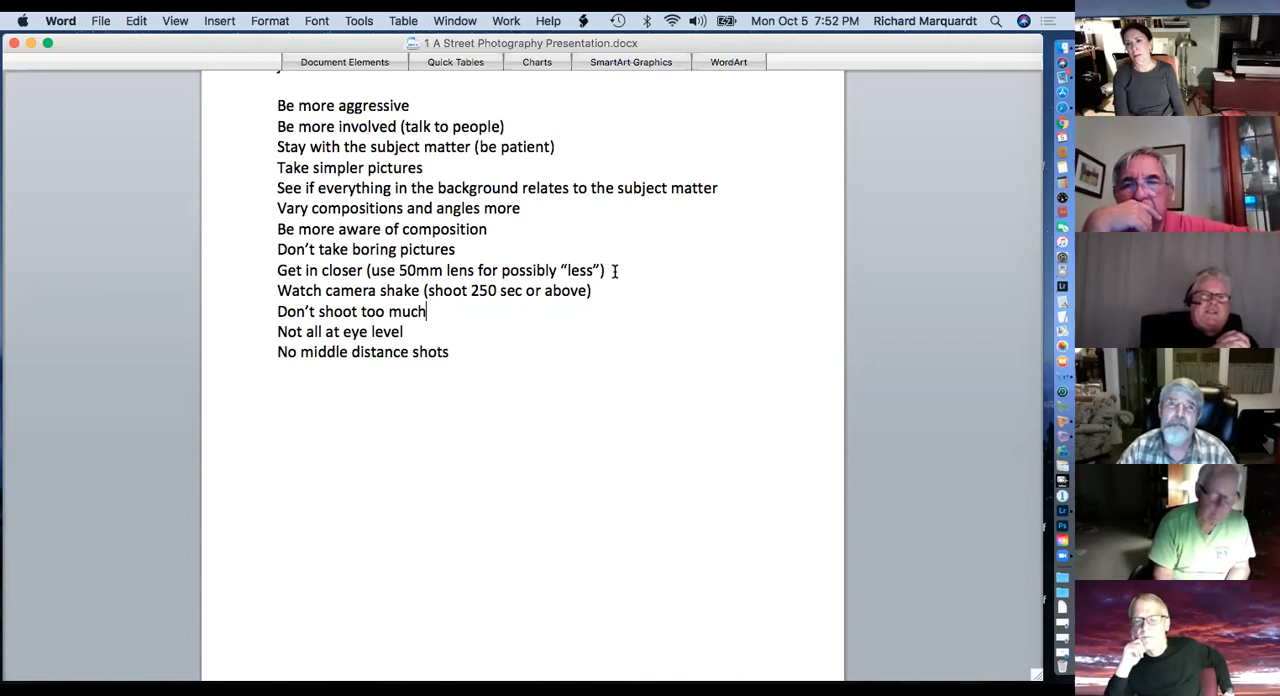 Word File Edit View Insert Format Font Tools Table Window Work Help Mon Oct 5 7:52 PM Richard Marquardt
1 A Street Photography Presentation.docx
Document Elements Quick Tables Charts SmartArt Graphics WordArt
Be more aggressive
Be more involved (talk to people)
Stay with the subject matter (be patient)
Take simpler pictures
See if everything in the background relates to the subject matter
Vary compositions and angles more
Be more aware of composition
Don’t take boring pictures
Get in closer (use 50mm lens for possibly “less”)
Watch camera shake (shoot 250 sec or above)
Don’t shoot too much
Not all at eye level
No middle distance shots